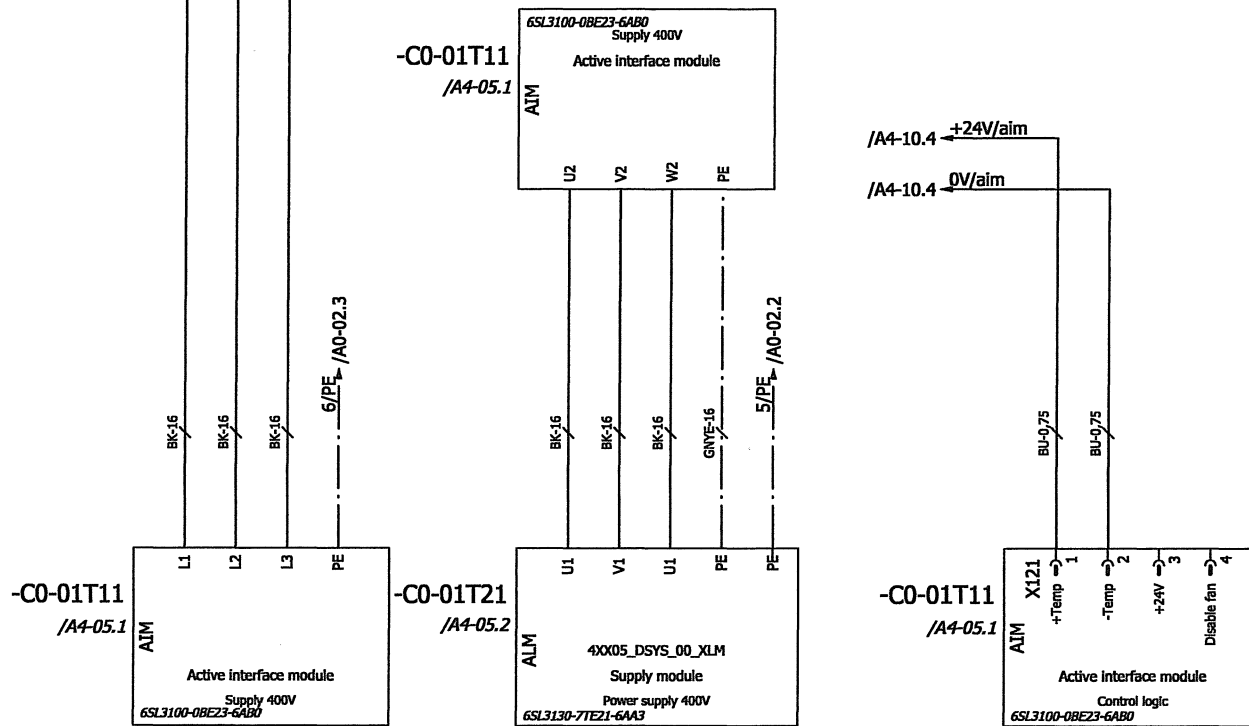 6SL3100-0BE23-6AB0
Supply 400V
Active interface module
-C0-01T11
/A4-05.1
AIM
U2
V2
W2
PE
/A4-10.4
+24V/aim
/A4-10.4
0V/aim
6/PE
/A0-02.3
5/PE
/A0-02.2
BK-16
BK-16
BK-16
BK-16
BK-16
BK-16
GNYE-16
BU-0,75
BU-0,75
L1
L2
L3
PE
-C0-01T11
/A4-05.1
AIM
Active interface module
Supply 400V
6SL3100-0BE23-6AB0
U1
V1
U1
PE
PE
-C0-01T21
/A4-05.2
ALM
4XX05_DSYS_00_XLM
Supply module
Power supply 400V
6SL3130-7TE21-6AA3
X121
1
2
3
4
+Temp
-Temp
+24V
Disable fan
-C0-01T11
/A4-05.1
AIM
Active interface module
Control logic
6SL3100-0BE23-6AB0